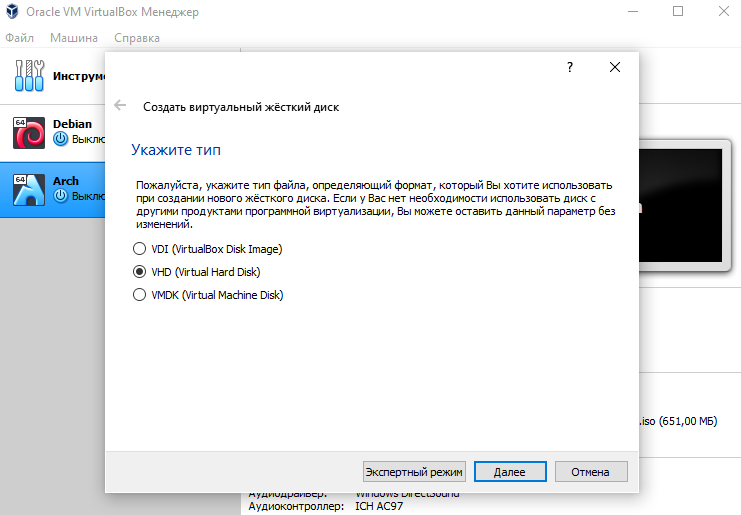 Oracle VM VirtualBox Менеджер
Файл Машина Справка
Инструме
64
Debian
Выклю
64
Arch
Выклю
?
Создать виртуальный жёсткий диск
Укажите тип
Пожалуйста, укажите тип файла, определяющий формат, который Вы хотите использовать
при создании нового жёсткого диска. Если у Вас нет необходимости использовать диск с
другими продуктами программной виртуализации, Вы можете оставить данный параметр без
изменений.
VDI (VirtualBox Disk Image)
VHD (Virtual Hard Disk)
VMDK (Virtual Machine Disk)
.iso (651,00 МБ)
Экспертный режим Далее Отмена
Аудиодрайвер: Windows DirectSound
Аудиоконтроллер: ICH AC97